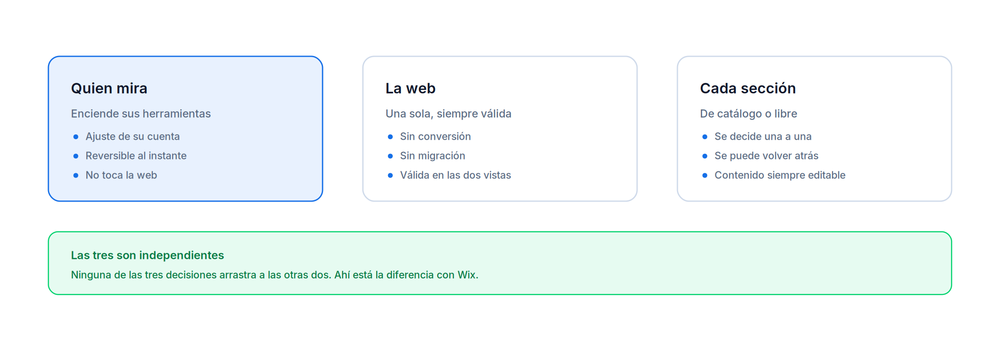 Quien mira
Enciende sus herramientas
Ajuste de su cuenta
Reversible al instante
No toca la web
La web
Una sola, siempre válida
Sin conversión
Sin migración
Válida en las dos vistas
Cada sección
De catálogo o libre
Se decide una a una
Se puede volver atrás
Contenido siempre editable
Las tres son independientes
Ninguna de las tres decisiones arrastra a las otras dos. Ahí está la diferencia con Wix.